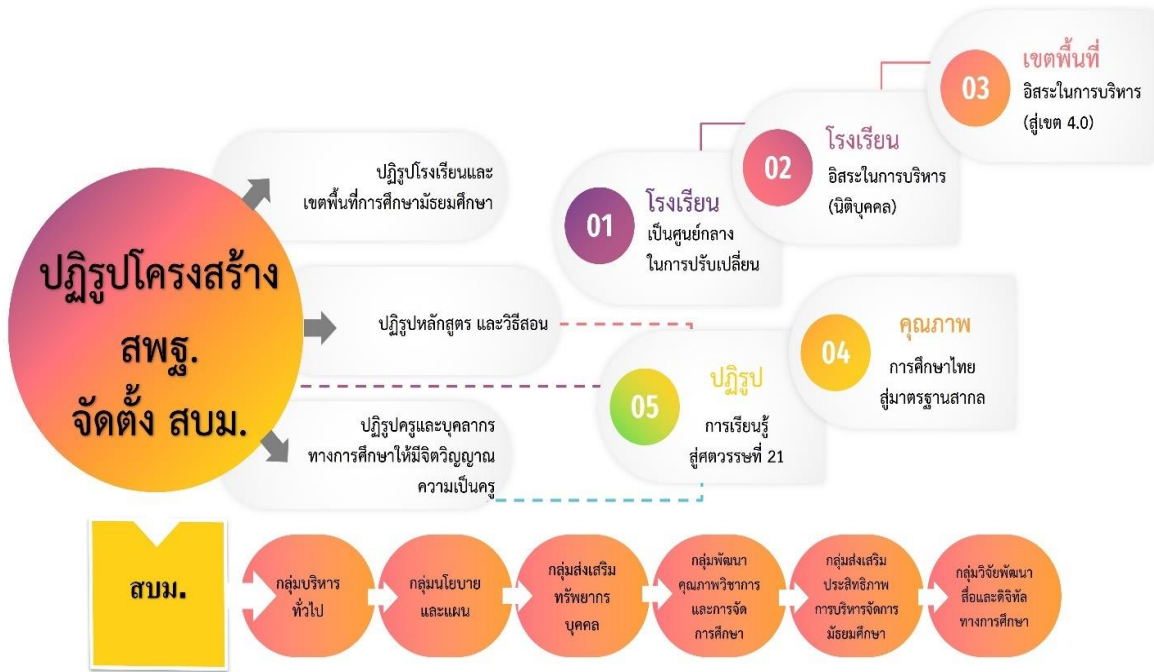 ปฏิรูปโครงสร้าง
สพฐ.
จัดตั้ง สบม.
ปฏิรูปโรงเรียนและ
เขตพื้นที่การศึกษามัธยมศึกษา
ปฏิรูปหลักสูตร และวิธีสอน
ปฏิรูปครูและบุคลากร
ทางการศึกษาให้มีจิตวิญญาณ
ความเป็นครู
01
โรงเรียน
เป็นศูนย์กลาง
ในการปรับเปลี่ยน
02
โรงเรียน
อิสระในการบริหาร
(นิติบุคคล)
03
เขตพื้นที่
อิสระในการบริหาร
(สู่เขต 4.0)
04
คุณภาพ
การศึกษาไทย
สู่มาตรฐานสากล
05
ปฏิรูป
การเรียนรู้
สู่ศตวรรษที่ 21
สบม.
กลุ่มบริหาร
ทั่วไป
กลุ่มนโยบาย
และแผน
กลุ่มส่งเสริม
ทรัพยากร
บุคคล
กลุ่มพัฒนา
คุณภาพวิชาการ
และการจัด
การศึกษา
กลุ่มส่งเสริม
ประสิทธิภาพ
การบริหารจัดการ
มัธยมศึกษา
กลุ่มวิจัยพัฒนา
สื่อและดิจิทัล
ทางการศึกษา